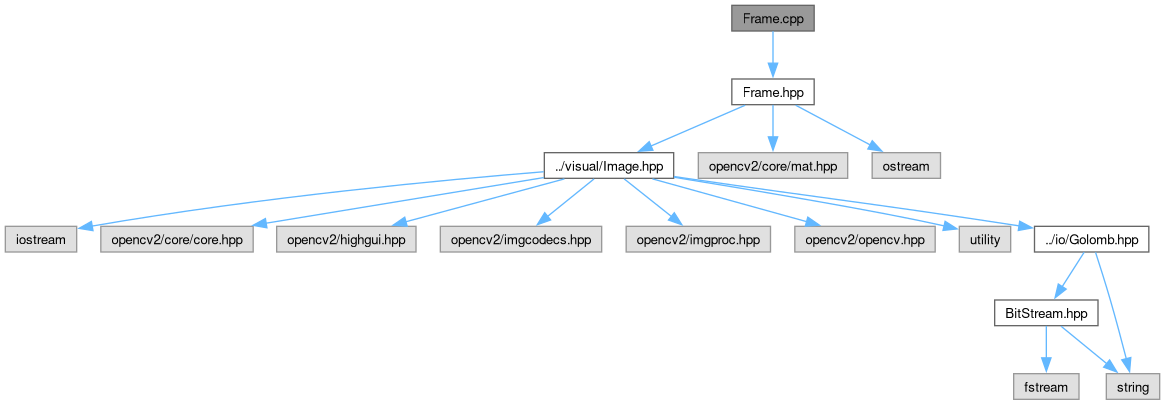 Frame.cpp
Frame.hpp
../visual/Image.hpp
opencv2/core/mat.hpp
ostream
iostream
opencv2/core/core.hpp
opencv2/highgui.hpp
opencv2/imgcodecs.hpp
opencv2/imgproc.hpp
opencv2/opencv.hpp
utility
../io/Golomb.hpp
BitStream.hpp
fstream
string